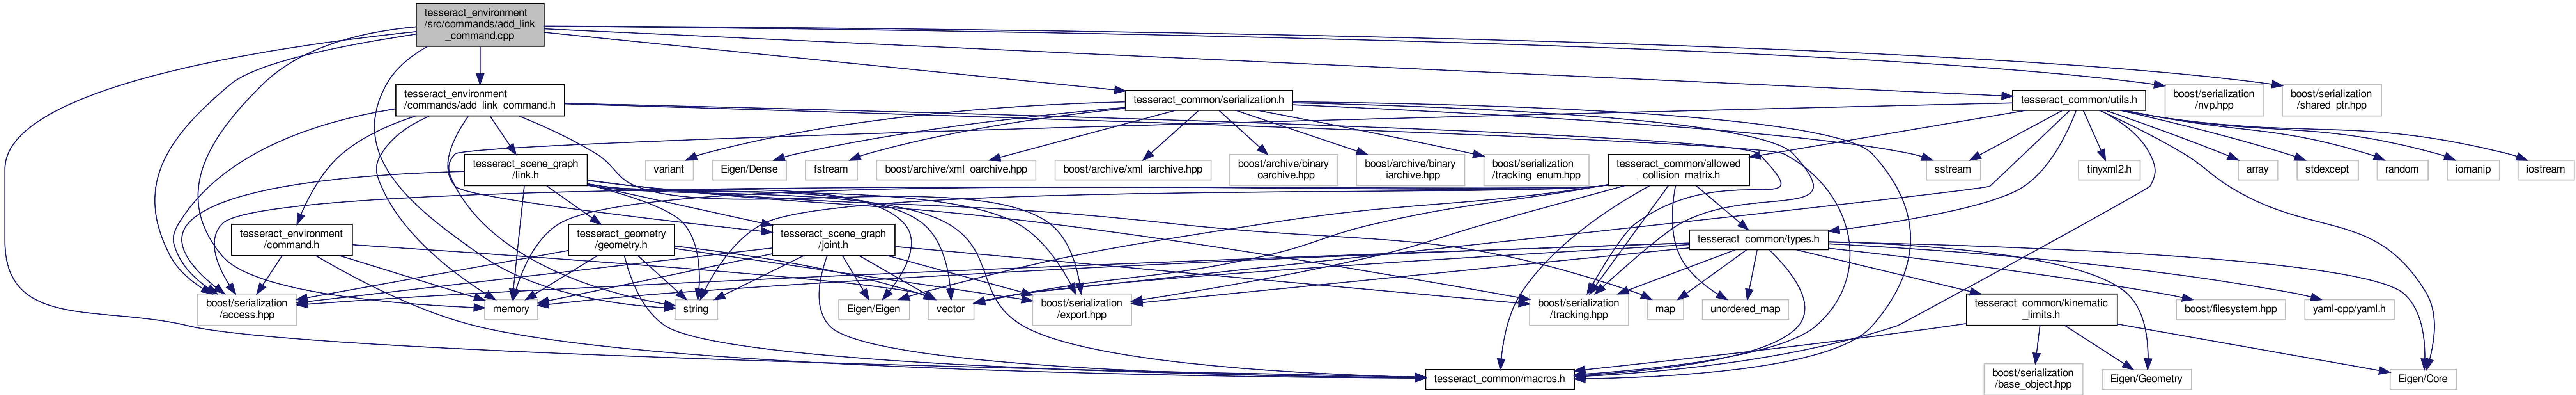 tesseract_environment
/src/commands/add_link
_command.cpp
tesseract_environment
/commands/add_link_command.h
tesseract_common/serialization.h
tesseract_common/utils.h
boost/serialization
/nvp.hpp
boost/serialization
/shared_ptr.hpp
tesseract_scene_graph
/link.h
variant
Eigen/Dense
fstream
boost/archive/xml_oarchive.hpp
boost/archive/xml_iarchive.hpp
boost/archive/binary
_oarchive.hpp
boost/archive/binary
_iarchive.hpp
boost/serialization
/tracking_enum.hpp
tesseract_common/allowed
_collision_matrix.h
sstream
tinyxml2.h
array
stdexcept
random
iomanip
iostream
tesseract_environment
/command.h
tesseract_geometry
/geometry.h
tesseract_scene_graph
/joint.h
tesseract_common/types.h
boost/serialization
/access.hpp
memory
string
Eigen/Eigen
vector
boost/serialization
/export.hpp
boost/serialization
/tracking.hpp
map
unordered_map
tesseract_common/kinematic
_limits.h
boost/filesystem.hpp
yaml-cpp/yaml.h
tesseract_common/macros.h
boost/serialization
/base_object.hpp
Eigen/Geometry
Eigen/Core